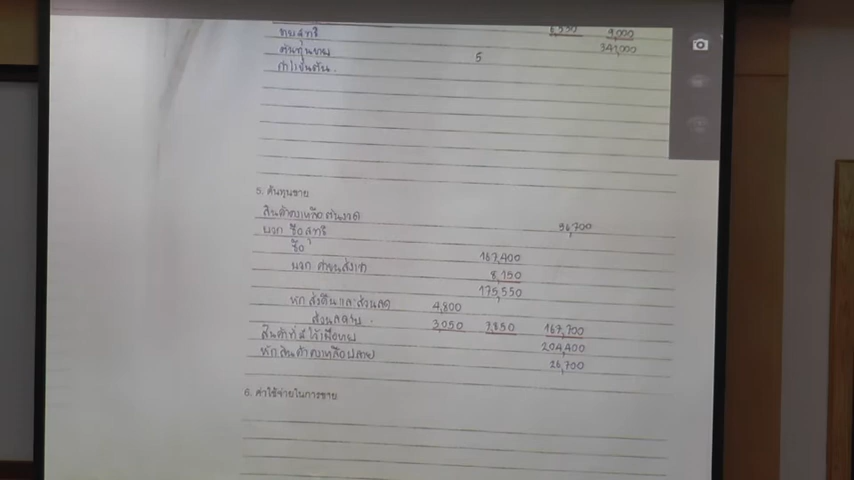 ขายสุทธิ 6,550 9,000
ต้นทุนขาย 5 341,000
กำไรขั้นต้น
5. ต้นทุนขาย
สินค้าคงเหลือต้นงวด 36,700
บวก ซื้อสุทธิ
ซื้อ 167,400
บวก ค่าขนส่งเข้า 8,150
175,550
หัก ส่งคืนและส่วนลด 4,800
ส่วนลดรับ 3,050 7,850 167,700
สินค้าที่มีไว้เพื่อขาย 204,400
หักสินค้าคงเหลือปลาย 26,700
6. ค่าใช้จ่ายในการขาย